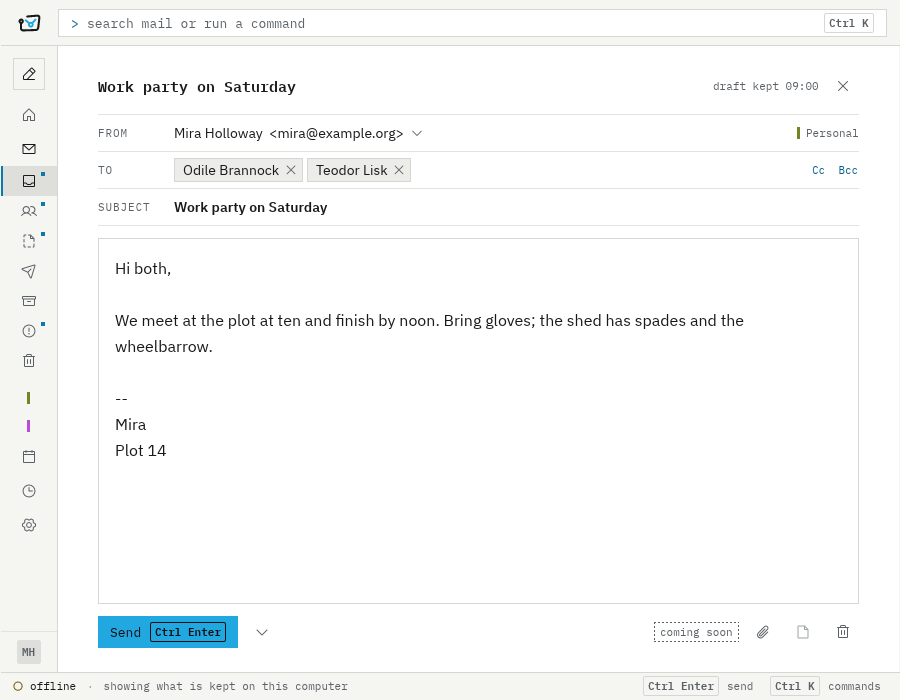 > search mail or run a command Ctrl K
Work party on Saturday draft kept 09:00
FROM Mira Holloway <mira@example.org> Personal
TO Odile Brannock Teodor Lisk Cc Bcc
SUBJECT Work party on Saturday
Hi both,
We meet at the plot at ten and finish by noon. Bring gloves; the shed has spades and the
wheelbarrow.
--
Mira
Plot 14
Send Ctrl Enter coming soon
MH
offline · showing what is kept on this computer Ctrl Enter send Ctrl K commands